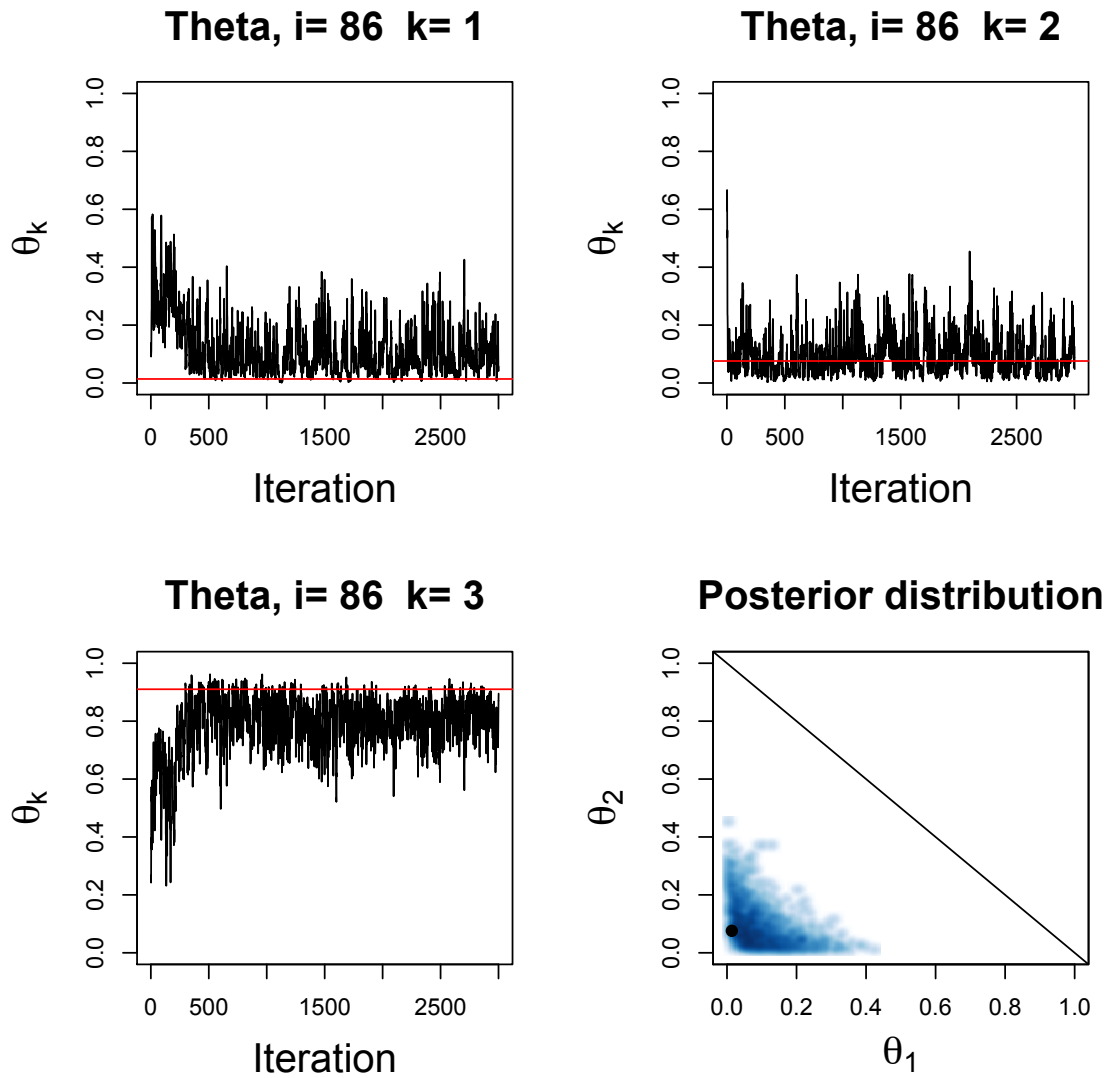 Theta, i= 86  k= 1
θk
0.0 0.2 0.4 0.6 0.8 1.0
0 500 1500 2500
Iteration
Theta, i= 86  k= 2
θk
0.0 0.2 0.4 0.6 0.8 1.0
0 500 1500 2500
Iteration
Theta, i= 86  k= 3
θk
0.0 0.2 0.4 0.6 0.8 1.0
0 500 1500 2500
Iteration
Posterior distribution
θ2
0.0 0.2 0.4 0.6 0.8 1.0
0.0 0.2 0.4 0.6 0.8 1.0
θ1